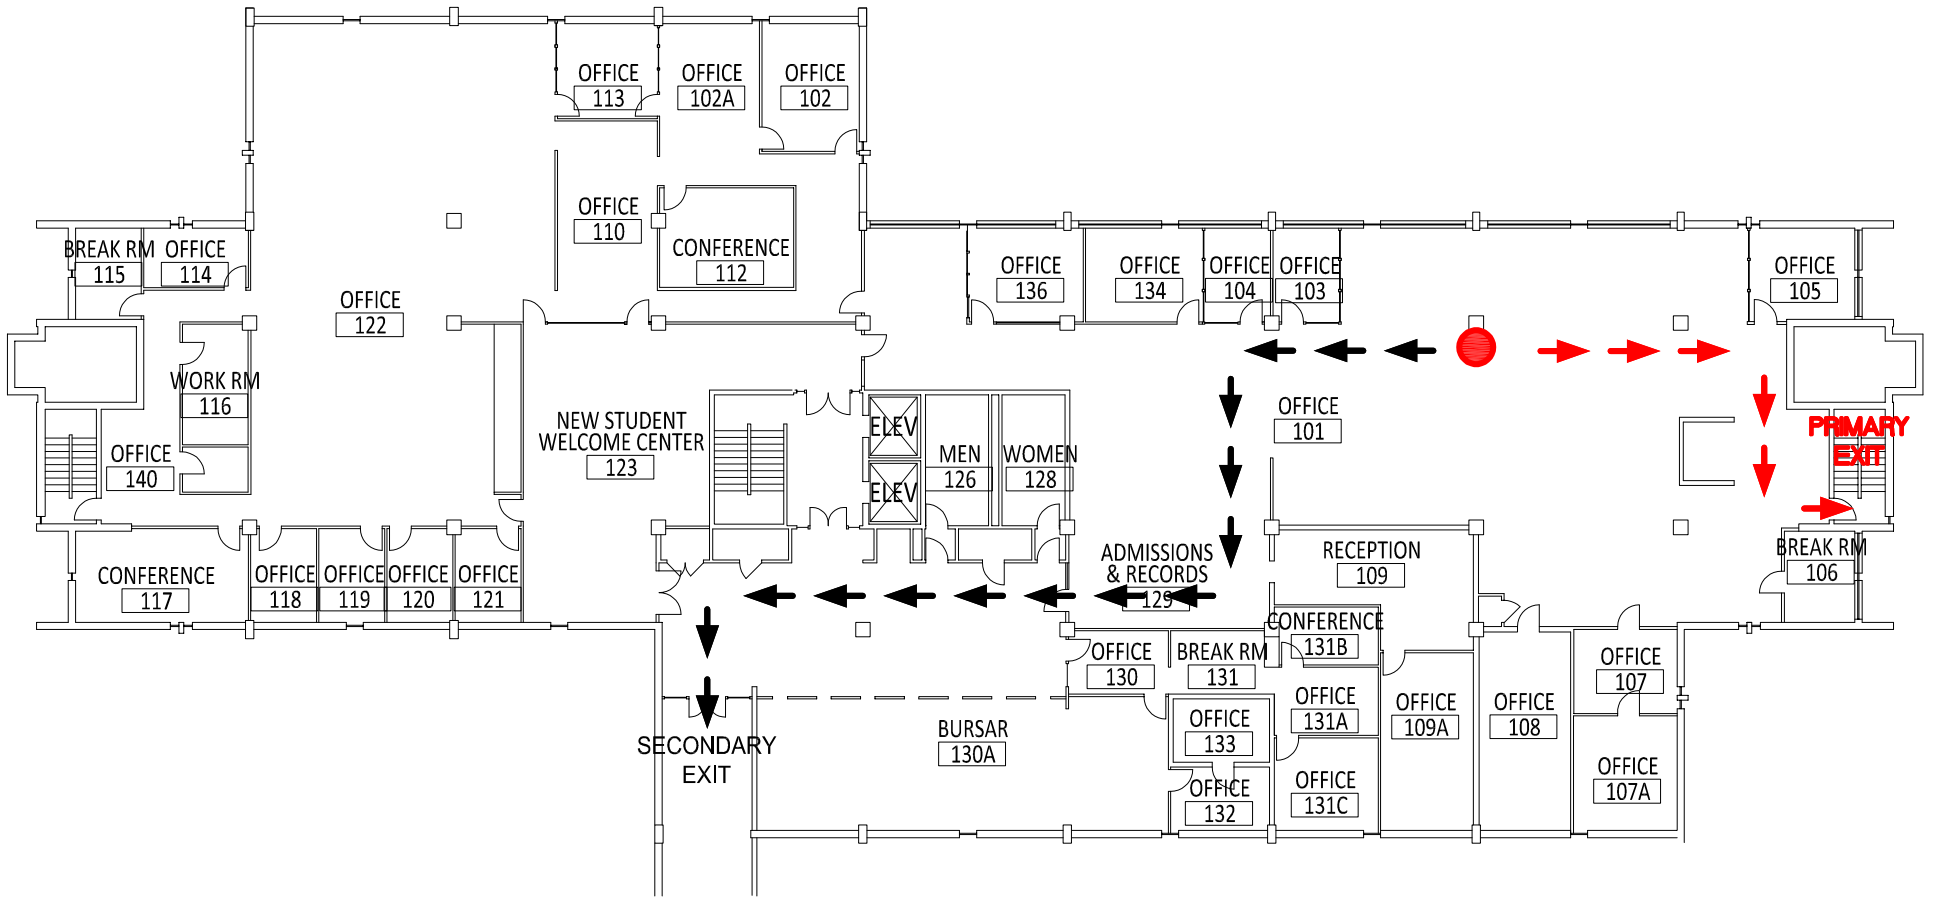 OFFICE
113
OFFICE
102A
OFFICE
102
OFFICE
110
CONFERENCE
112
BREAK RM
115
OFFICE
114
OFFICE
122
OFFICE
136
OFFICE
134
OFFICE
104
OFFICE
103
OFFICE
105
WORK RM
116
OFFICE
140
NEW STUDENT
WELCOME CENTER
123
ELEV
ELEV
MEN
126
WOMEN
128
OFFICE
101
PRIMARY
EXIT
CONFERENCE
117
OFFICE
118
OFFICE
119
OFFICE
120
OFFICE
121
ADMISSIONS
& RECORDS
129
RECEPTION
109
BREAK RM
106
CONFERENCE
131B
OFFICE
130
BREAK RM
131
OFFICE
107
OFFICE
131A
OFFICE
109A
OFFICE
108
OFFICE
133
BURSAR
130A
SECONDARY
EXIT
OFFICE
132
OFFICE
131C
OFFICE
107A